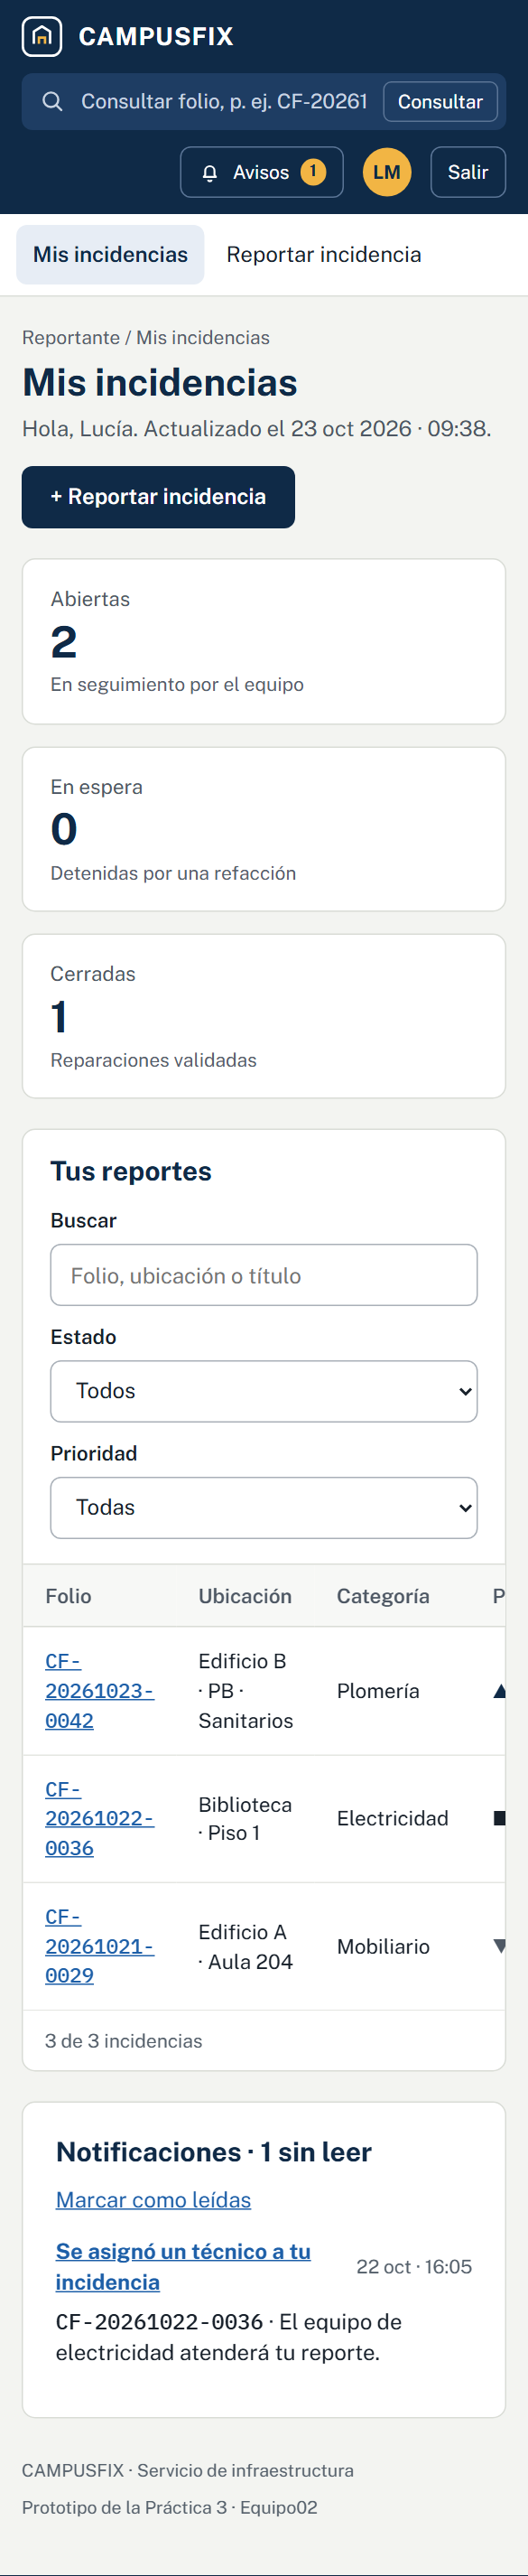 CAMPUSFIX
Consultar folio, p. ej. CF-20261 Consultar
Avisos 1 LM Salir
Mis incidencias Reportar incidencia
Reportante / Mis incidencias
Mis incidencias
Hola, Lucía. Actualizado el 23 oct 2026 · 09:38.
+ Reportar incidencia
Abiertas
2
En seguimiento por el equipo
En espera
0
Detenidas por una refacción
Cerradas
1
Reparaciones validadas
Tus reportes
Buscar
Folio, ubicación o título
Estado
Todos
Prioridad
Todas
Folio Ubicación Categoría P
CF-
20261023-
0042
Edificio B
· PB ·
Sanitarios
Plomería
CF-
20261022-
0036
Biblioteca
· Piso 1
Electricidad
CF-
20261021-
0029
Edificio A
· Aula 204
Mobiliario
3 de 3 incidencias
Notificaciones · 1 sin leer
Marcar como leídas
Se asignó un técnico a tu
incidencia
22 oct · 16:05
CF-20261022-0036 · El equipo de
electricidad atenderá tu reporte.
CAMPUSFIX · Servicio de infraestructura
Prototipo de la Práctica 3 · Equipo02